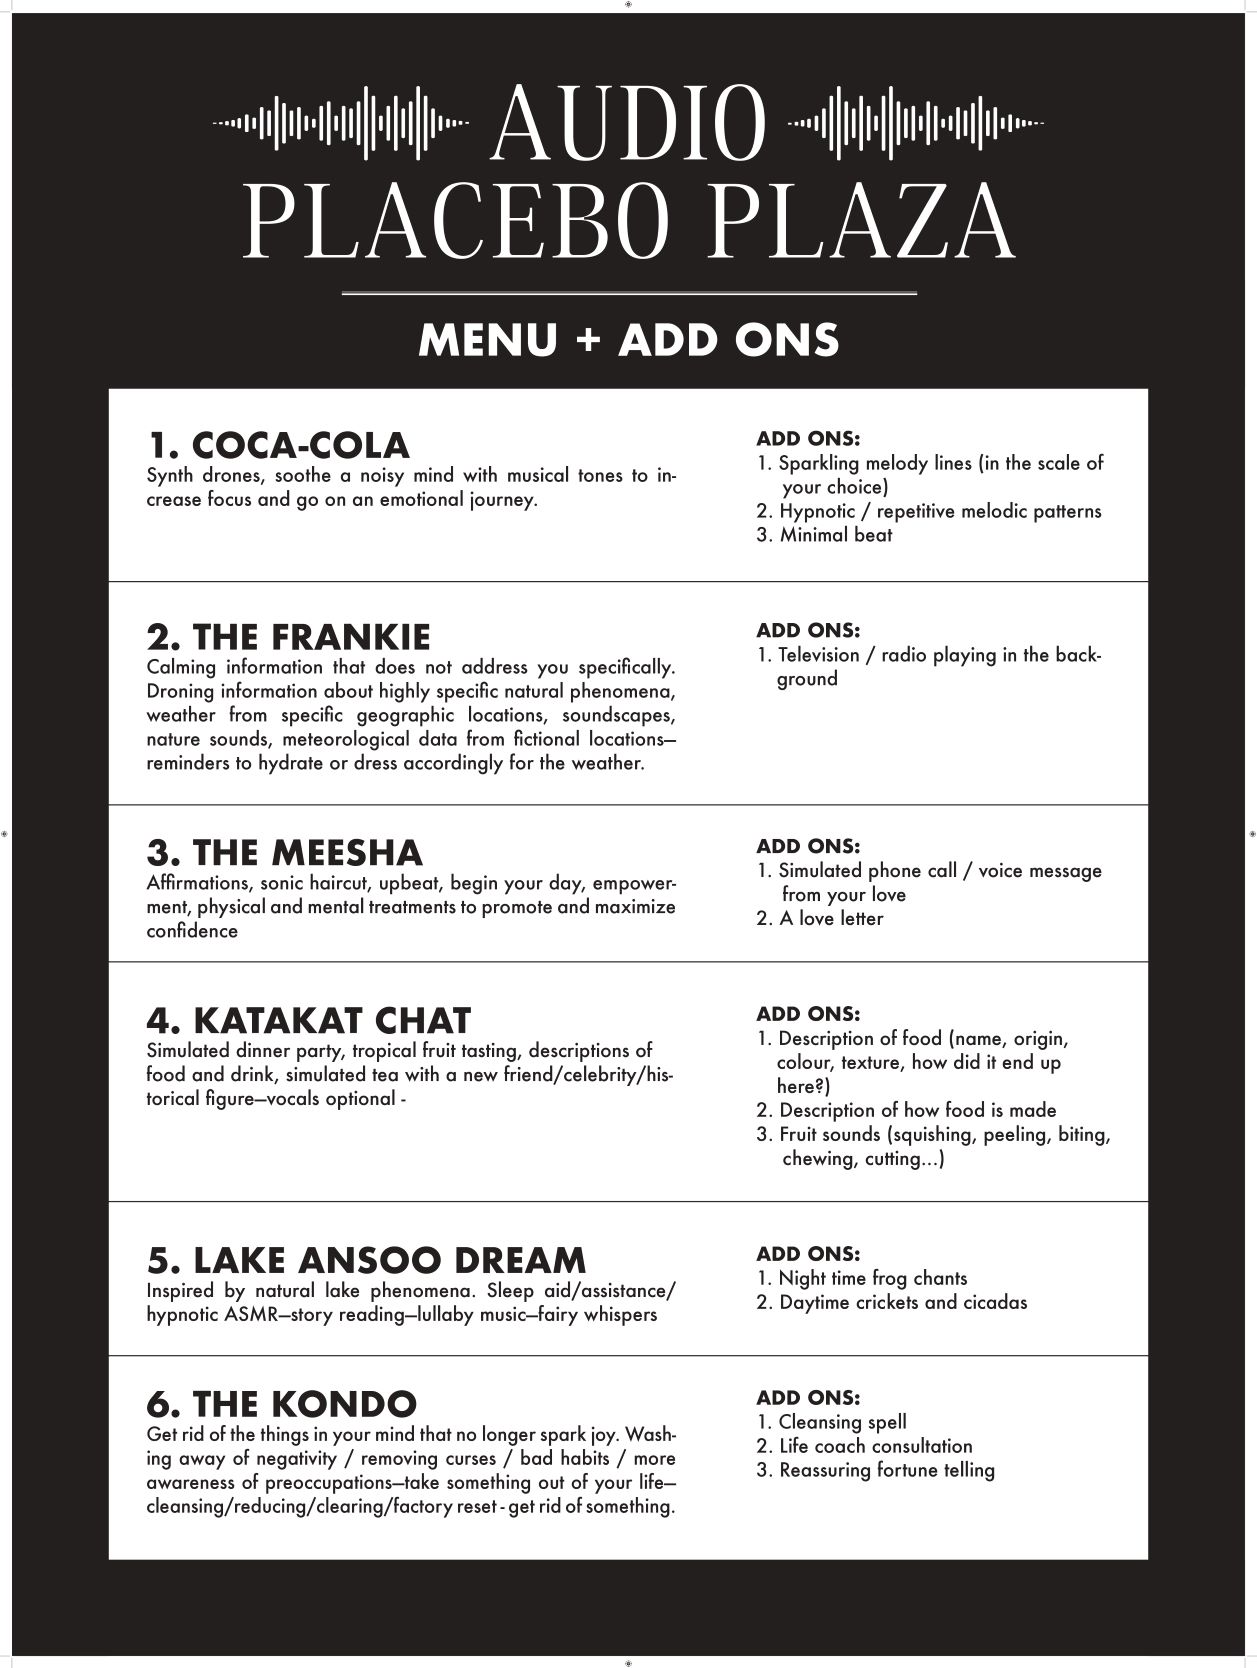 AUDIO
PLACEBO PLAZA
MENU + ADD ONS
1. COCA-COLA
Synth drones, soothe a noisy mind with musical tones to in-
crease focus and go on an emotional journey.
ADD ONS:
1. Sparkling melody lines (in the scale of
your choice)
2. Hypnotic / repetitive melodic patterns
3. Minimal beat
2. THE FRANKIE
Calming information that does not address you specifically.
Droning information about highly specific natural phenomena,
weather from specific geographic locations, soundscapes,
nature sounds, meteorological data from fictional locations—
reminders to hydrate or dress accordingly for the weather.
ADD ONS:
1. Television / radio playing in the back-
ground
3. THE MEESHA
Affirmations, sonic haircut, upbeat, begin your day, empower-
ment, physical and mental treatments to promote and maximize
confidence
ADD ONS:
1. Simulated phone call / voice message
from your love
2. A love letter
4. KATAKAT CHAT
Simulated dinner party, tropical fruit tasting, descriptions of
food and drink, simulated tea with a new friend/celebrity/his-
torical figure—vocals optional -
ADD ONS:
1. Description of food (name, origin,
colour, texture, how did it end up
here?)
2. Description of how food is made
3. Fruit sounds (squishing, peeling, biting,
chewing, cutting...)
5. LAKE ANSOO DREAM
Inspired by natural lake phenomena. Sleep aid/assistance/
hypnotic ASMR—story reading—lullaby music—fairy whispers
ADD ONS:
1. Night time frog chants
2. Daytime crickets and cicadas
6. THE KONDO
Get rid of the things in your mind that no longer spark joy. Wash-
ing away of negativity / removing curses / bad habits / more
awareness of preoccupations—take something out of your life—
cleansing/reducing/clearing/factory reset - get rid of something.
ADD ONS:
1. Cleansing spell
2. Life coach consultation
3. Reassuring fortune telling